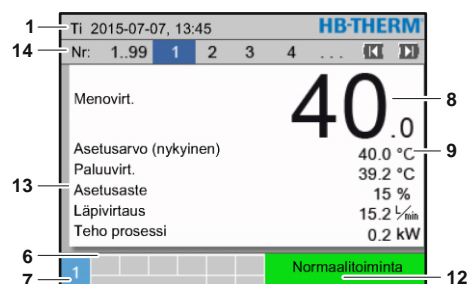 1 Ti 2015-07-07, 13:45 HB-THERM
14 Nr: 1..99 1 2 3 4 ...
Menovirt. 40.0 8
Asetusarvo (nykyinen) 40.0 °C 9
Paluuvirt. 39.2 °C
13 Asetusaste 15 %
Läpivirtaus 15.2 L/min
Teho prosessi 0.2 kW
6
7 1 Normaalitoiminta 12